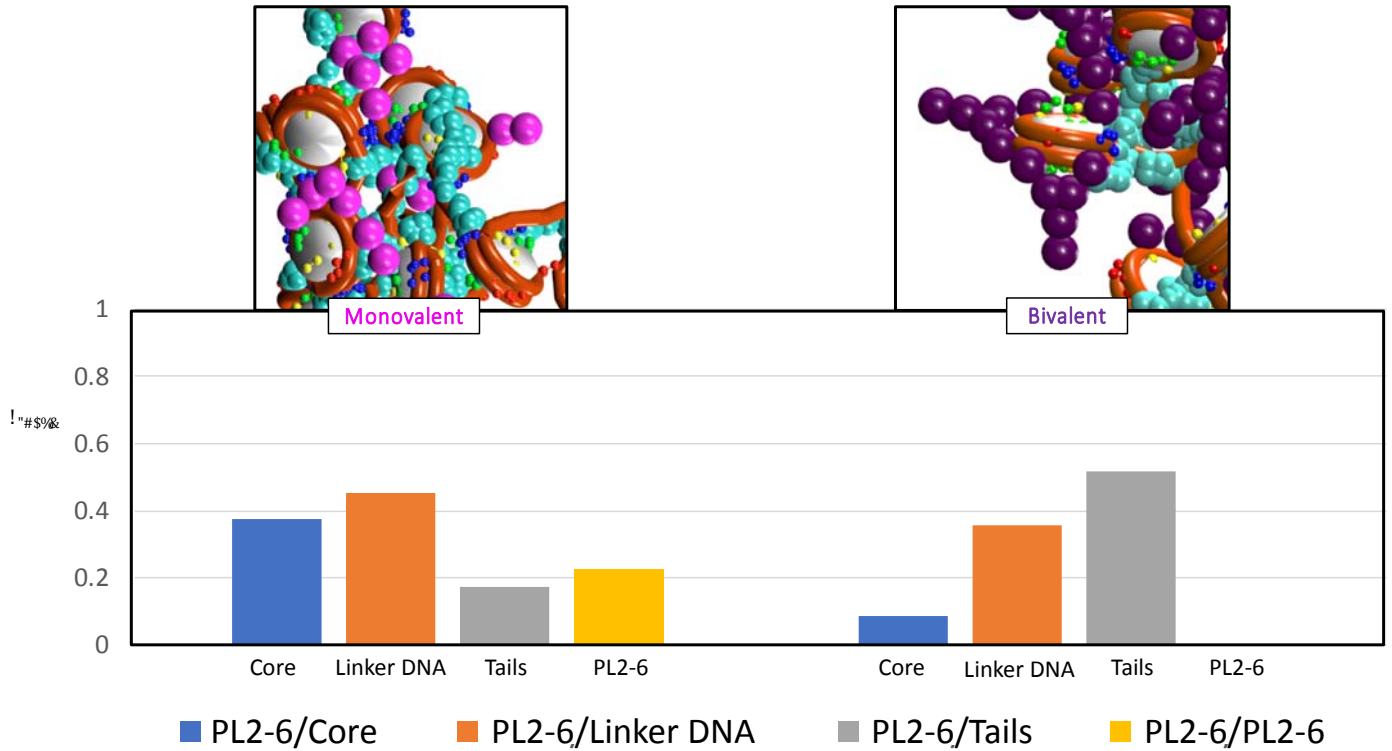 Monovalent
Bivalent
1
0.8
0.6
0.4
0.2
0
!"#$%&
Core Linker DNA Tails PL2-6 Core Linker DNA Tails PL2-6
PL2-6/Core PL2-6/Linker DNA PL2-6/Tails PL2-6/PL2-6